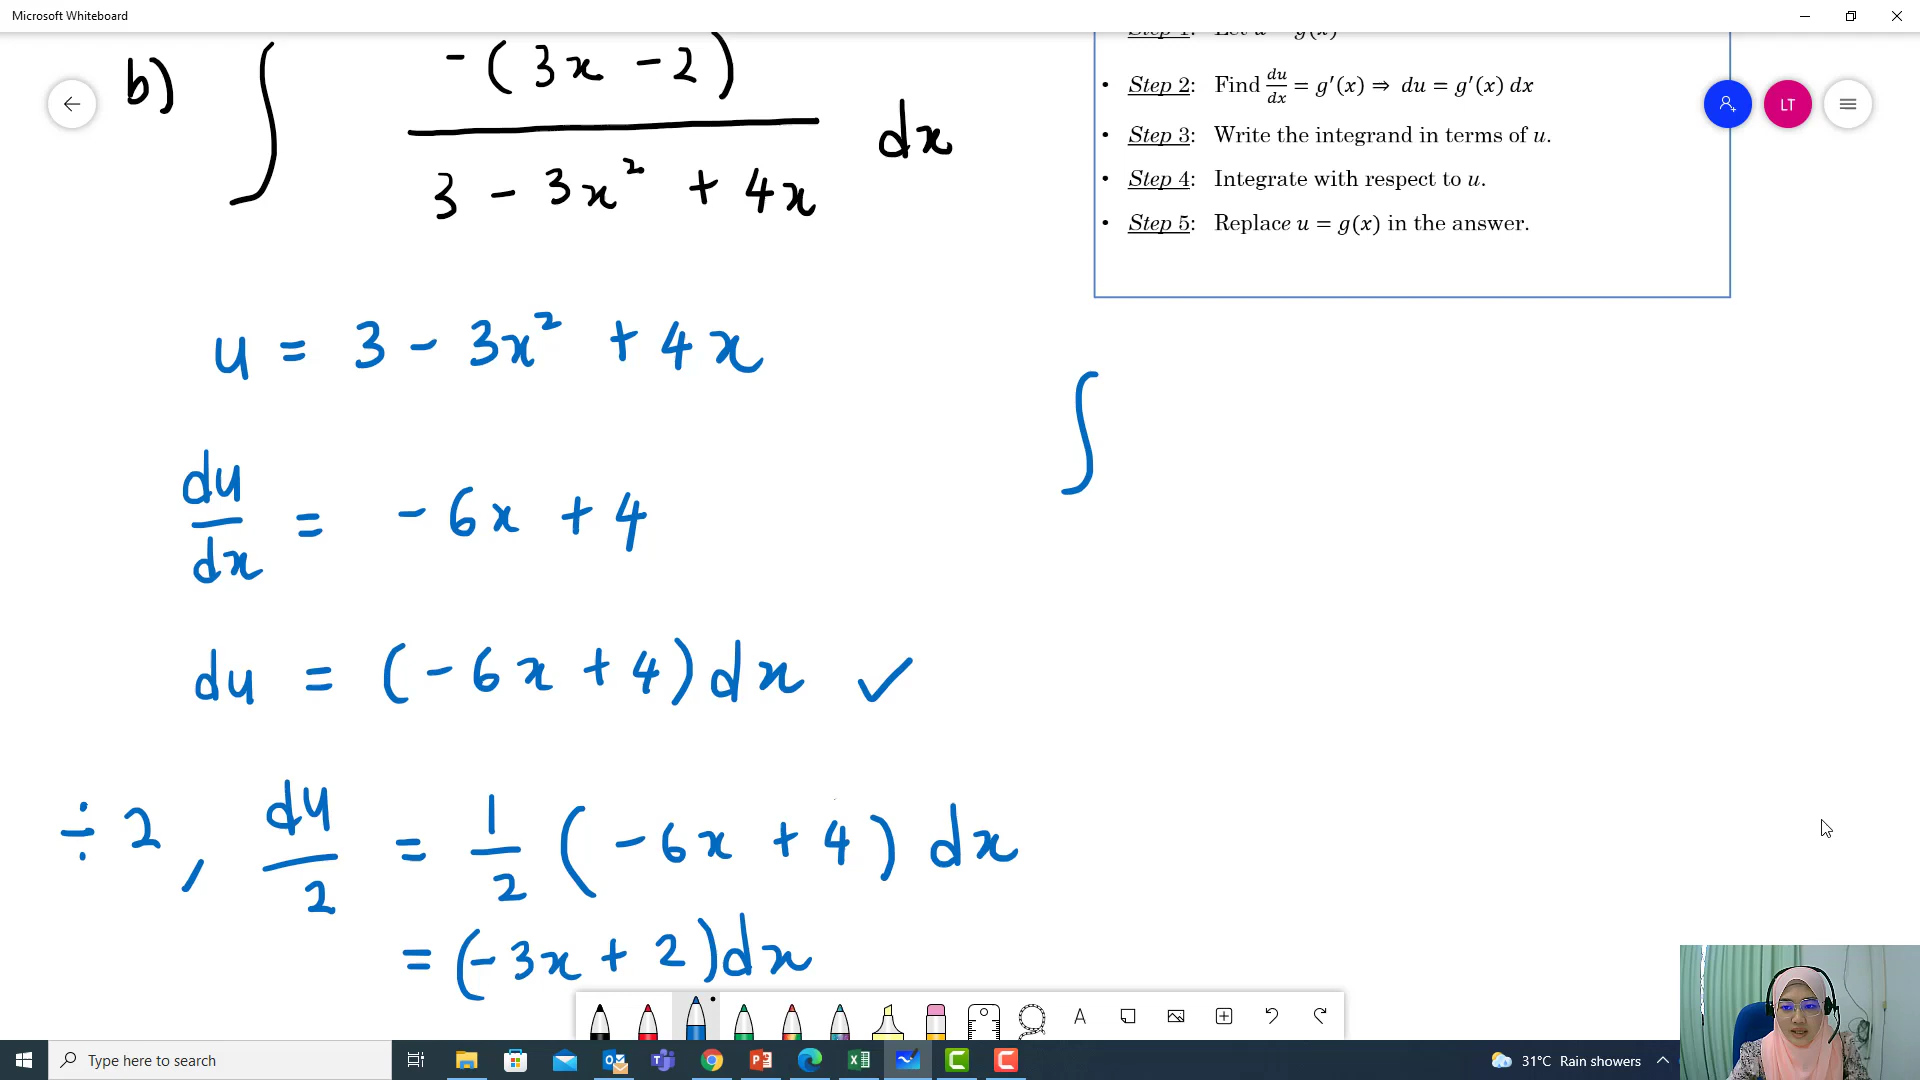 Microsoft Whiteboard
b) ∫ -(3x - 2) / 3 - 3x² + 4x dx
Step 1: Let u = g(x)
• Step 2: Find du/dx = g′(x) ⇒ du = g′(x) dx
• Step 3: Write the integrand in terms of u.
• Step 4: Integrate with respect to u.
• Step 5: Replace u = g(x) in the answer.
LT
u = 3 - 3x² + 4x
∫
du/dx = -6x + 4
du = (-6x + 4) dx ✓
÷ 2, du/2 = 1/2 (-6x + 4) dx
= (-3x + 2) dx
A
Type here to search
31°C Rain showers